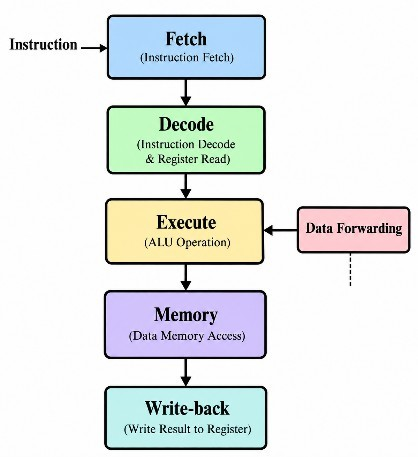 Instruction
Fetch
(Instruction Fetch)
Decode
(Instruction Decode
& Register Read)
Execute
(ALU Operation)
Data Forwarding
Memory
(Data Memory Access)
Write-back
(Write Result to Register)